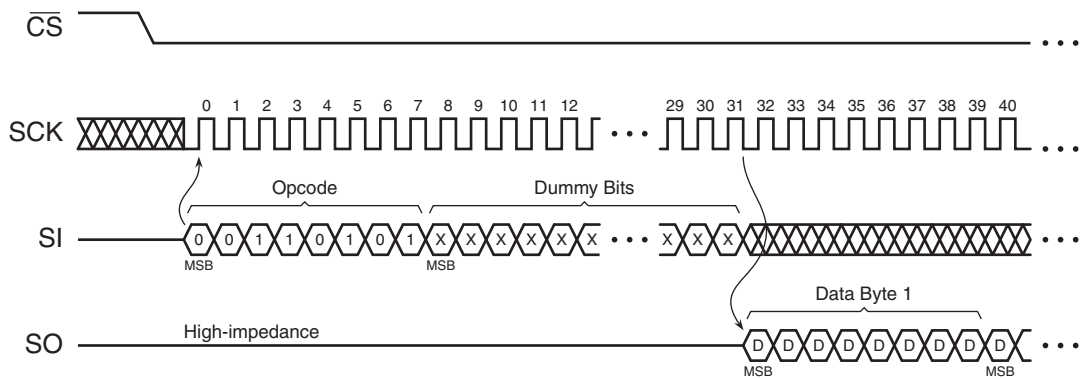 CS
• • •
0 1 2 3 4 5 6 7 8 9 10 11 12 29 30 31 32 33 34 35 36 37 38 39 40
SCK • • • • • •
Opcode Dummy Bits
SI 0 0 1 1 0 1 0 1 X X X X X X • • • X X X • • •
MSB MSB
Data Byte 1
High-impedance
SO D D D D D D D D D • • •
MSB MSB